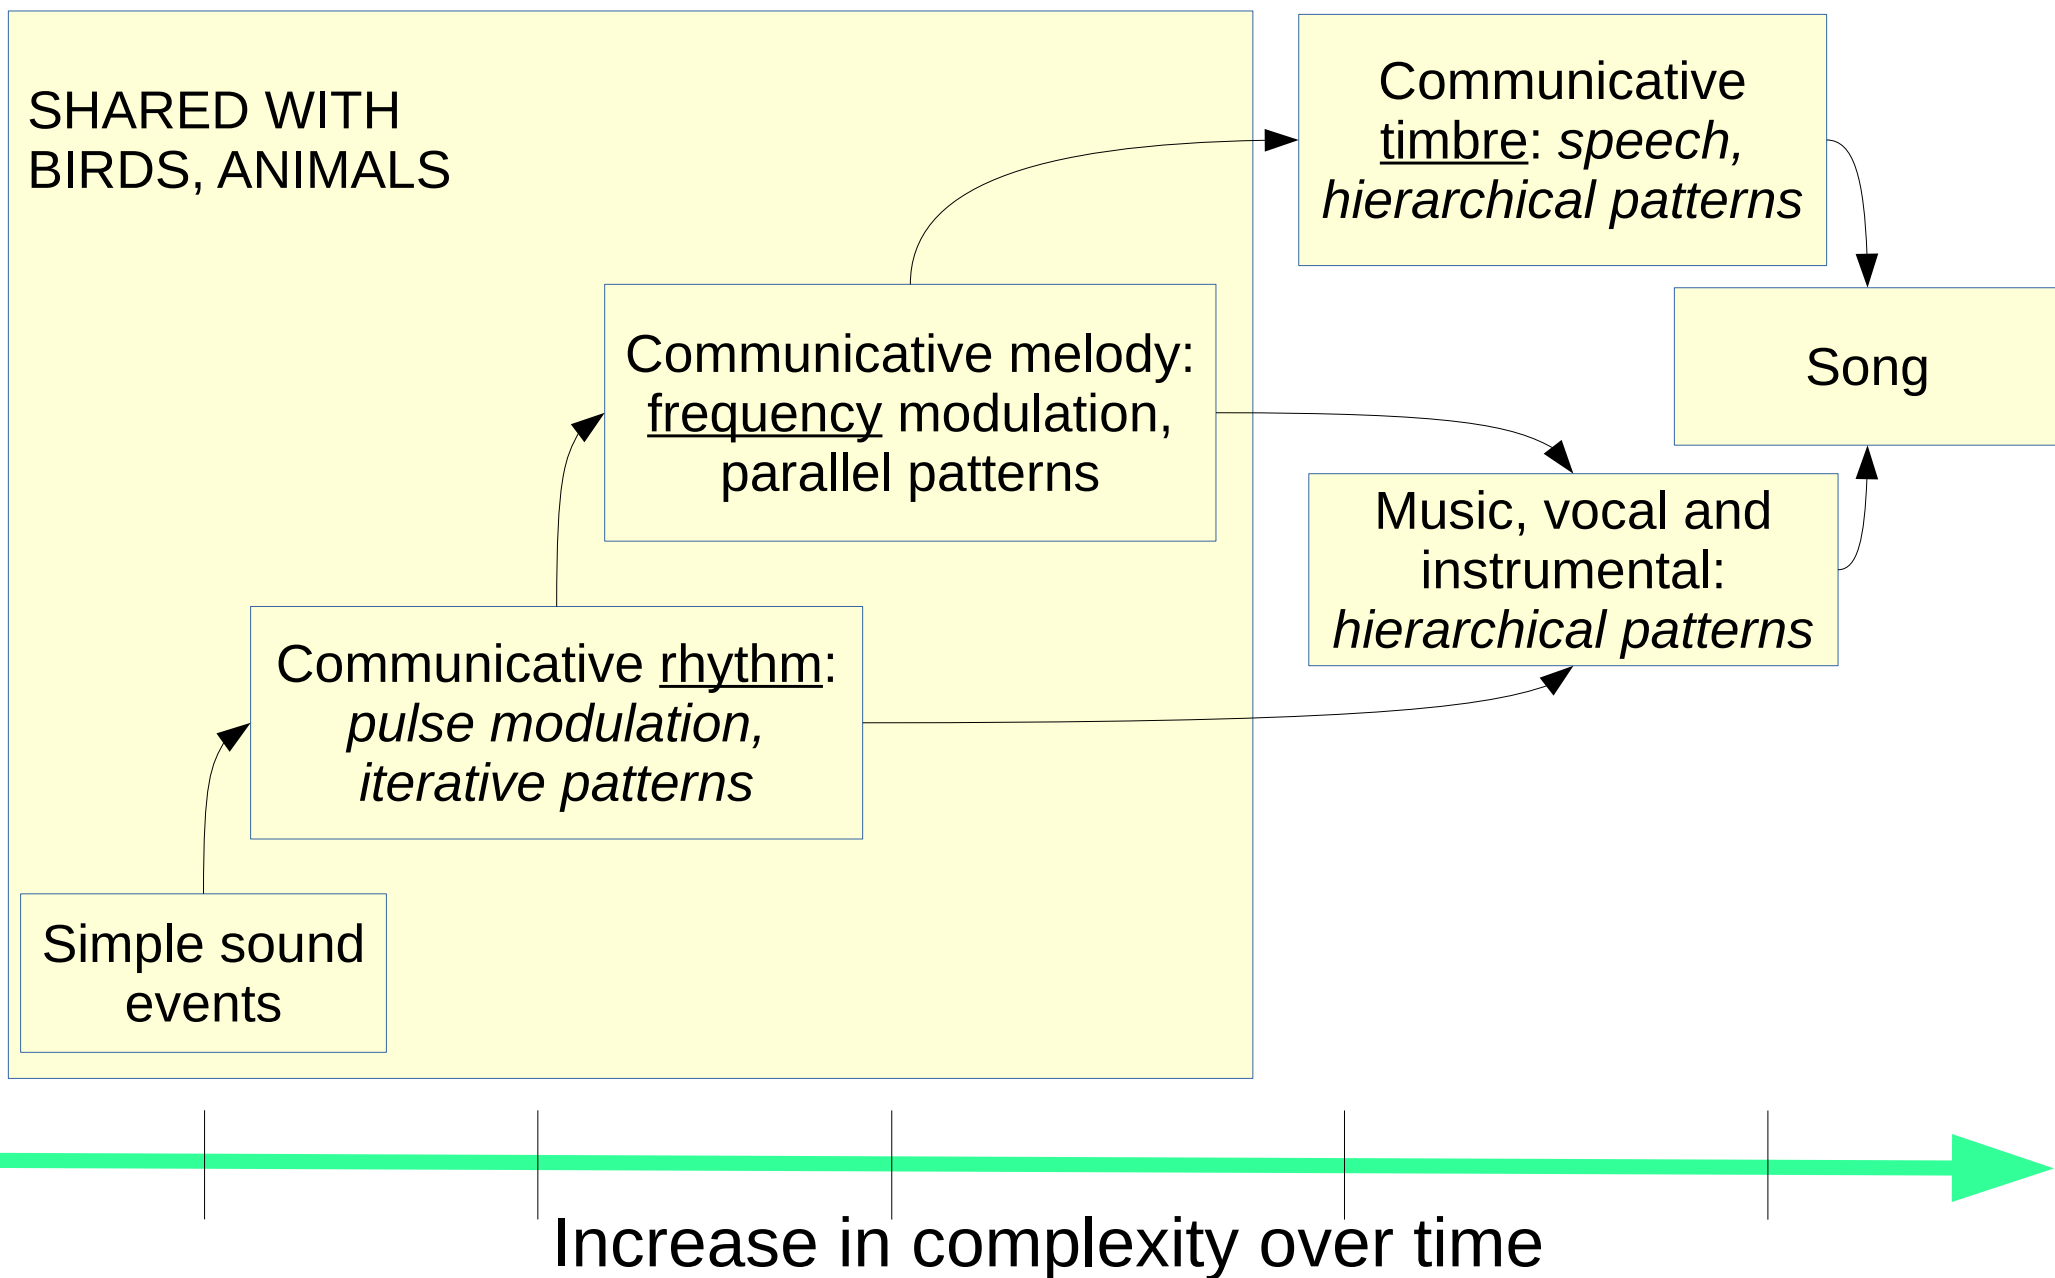 SHARED WITH
BIRDS, ANIMALS
Communicative
timbre: speech,
hierarchical patterns
Communicative melody:
frequency modulation,
parallel patterns
Song
Music, vocal and
instrumental:
hierarchical patterns
Communicative rhythm:
pulse modulation,
iterative patterns
Simple sound
events
Increase in complexity over time